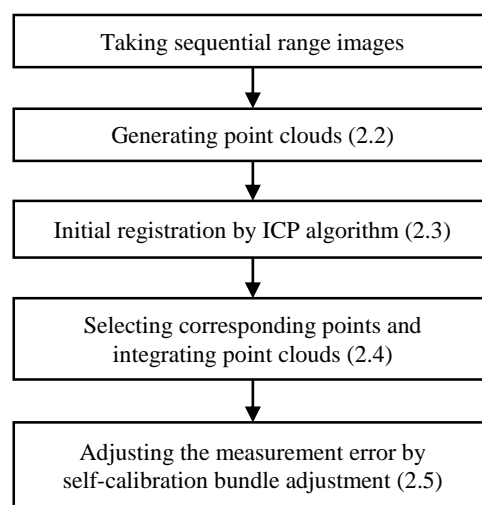 Taking sequential range images
Generating point clouds (2.2)
Initial registration by ICP algorithm (2.3)
Selecting corresponding points and
integrating point clouds (2.4)
Adjusting the measurement error by
self-calibration bundle adjustment (2.5)